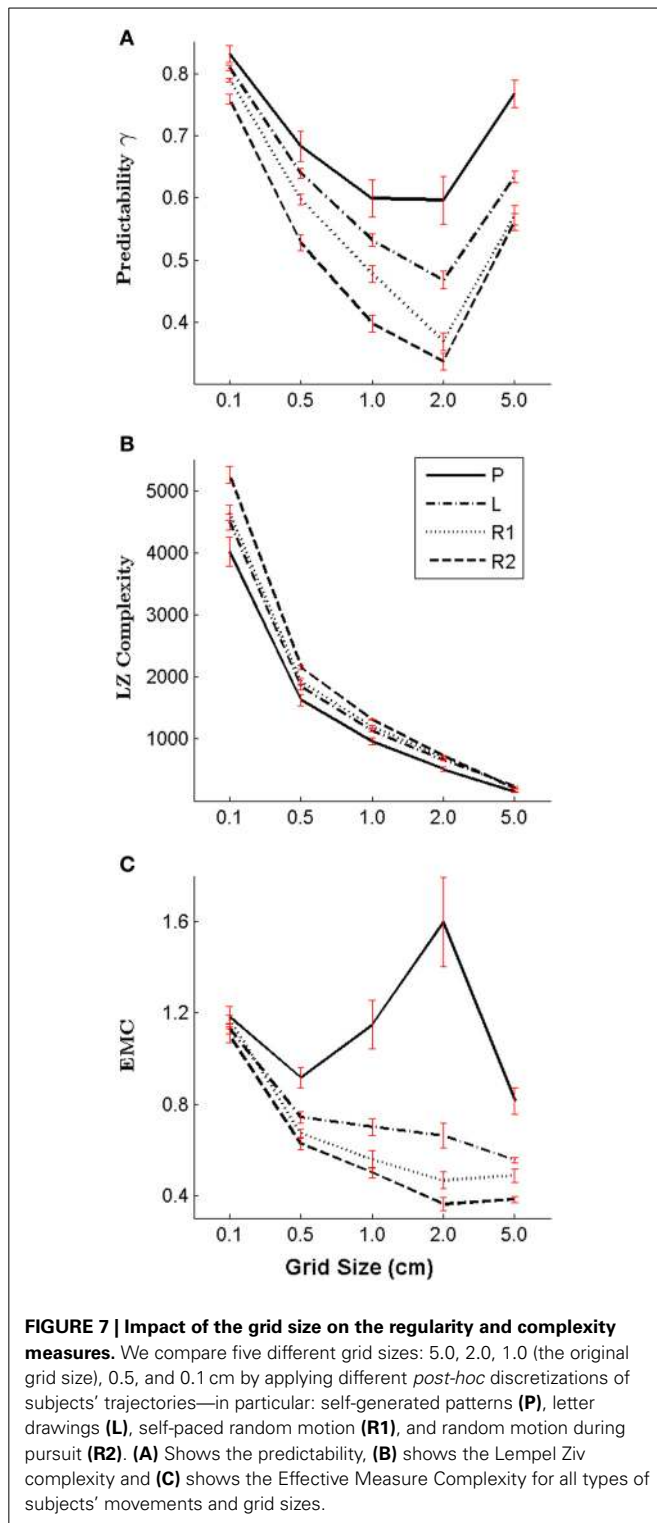 A
0.8
0.7
0.6
0.5
0.4
Predictability γ
0.1 0.5 1.0 2.0 5.0
B
5000
4000
3000
2000
1000
LZ Complexity
P
L
R1
R2
0.1 0.5 1.0 2.0 5.0
C
1.6
1.2
0.8
0.4
EMC
0.1 0.5 1.0 2.0 5.0
Grid Size (cm)
FIGURE 7 | Impact of the grid size on the regularity and complexity
measures. We compare five different grid sizes: 5.0, 2.0, 1.0 (the original
grid size), 0.5, and 0.1 cm by applying different post-hoc discretizations of
subjects' trajectories—in particular: self-generated patterns (P), letter
drawings (L), self-paced random motion (R1), and random motion during
pursuit (R2). (A) Shows the predictability, (B) shows the Lempel Ziv
complexity and (C) shows the Effective Measure Complexity for all types of
subjects' movements and grid sizes.